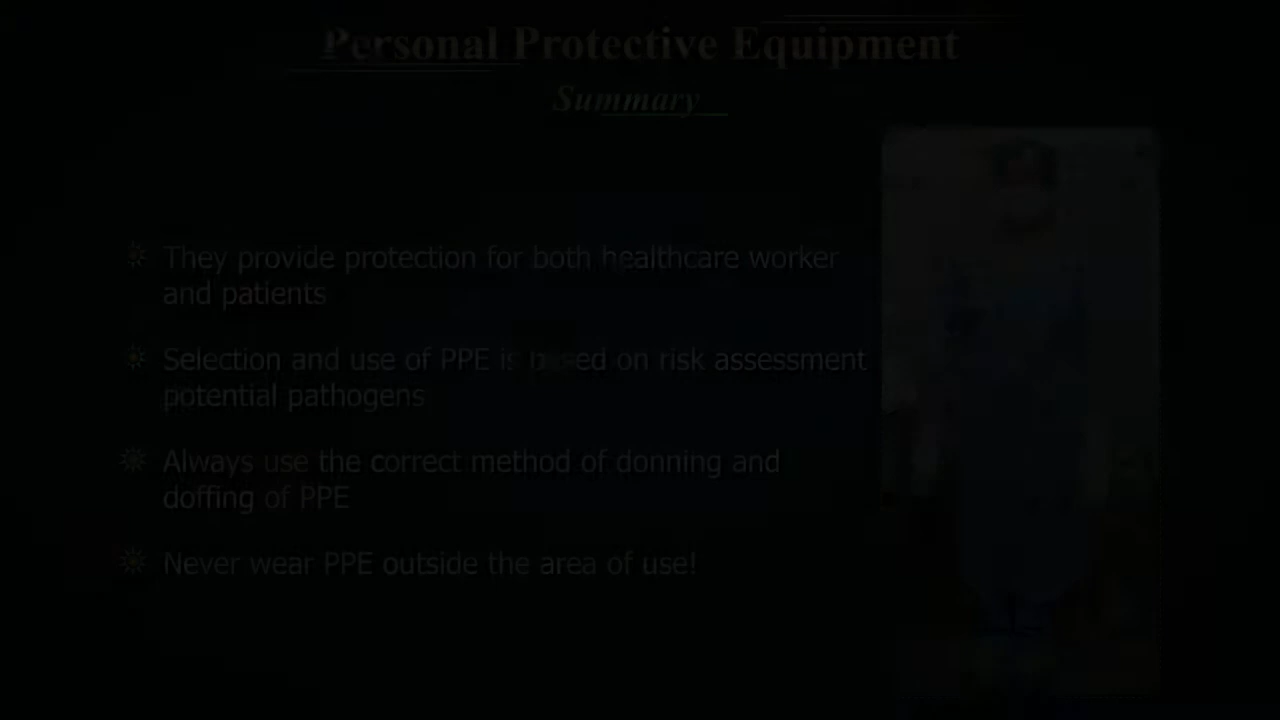 Personal Protective Equipment
Summary
They provide protection for both healthcare worker
and patients
Selection and use of PPE is based on risk assessment
potential pathogens
Always use the correct method of donning and
doffing of PPE
Never wear PPE outside the area of use!